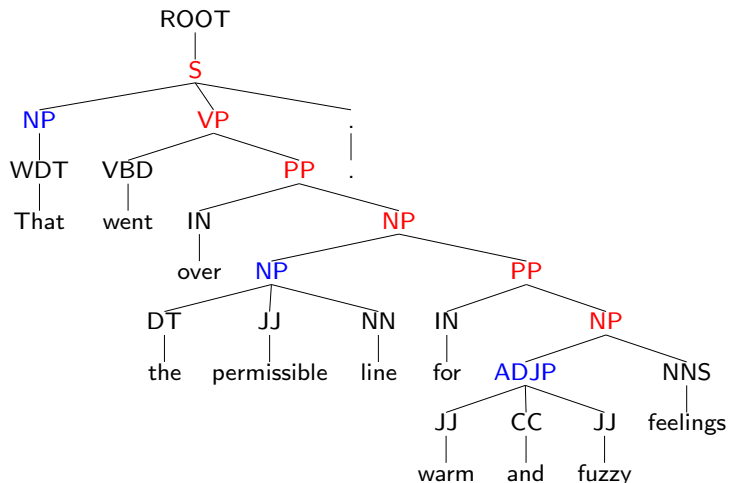 ROOT
S
NP VP .
WDT VBD PP .
That went IN NP
over NP PP
DT JJ NN IN NP
the permissible line for ADJP NNS
JJ CC JJ feelings
warm and fuzzy